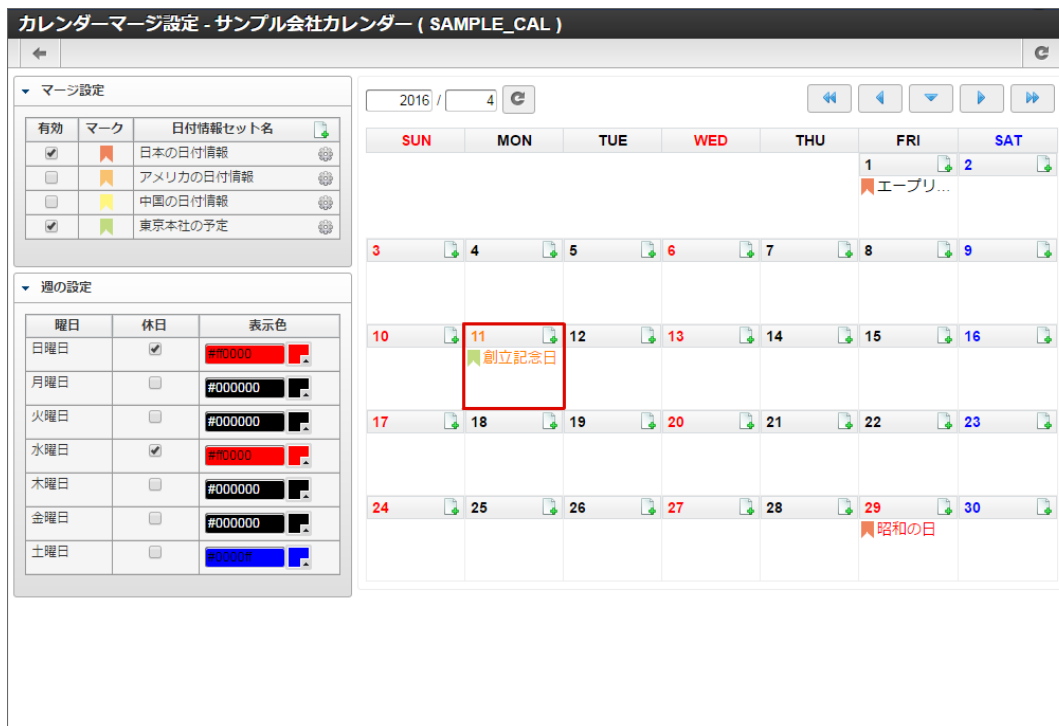 カレンダーマージ設定 - サンプル会社カレンダー ( SAMPLE_CAL )
マージ設定
有効 マーク 日付情報セット名
日本の日付情報
アメリカの日付情報
中国の日付情報
東京本社の予定
週の設定
曜日 休日 表示色
日曜日 #ff0000
月曜日 #000000
火曜日 #000000
水曜日 #ff0000
木曜日 #000000
金曜日 #000000
土曜日 #0000ff
2016 / 4
SUN MON TUE WED THU FRI SAT
1 2
エープリ...
3 4 5 6 7 8 9
10 11 12 13 14 15 16
創立記念日
17 18 19 20 21 22 23
24 25 26 27 28 29 30
昭和の日